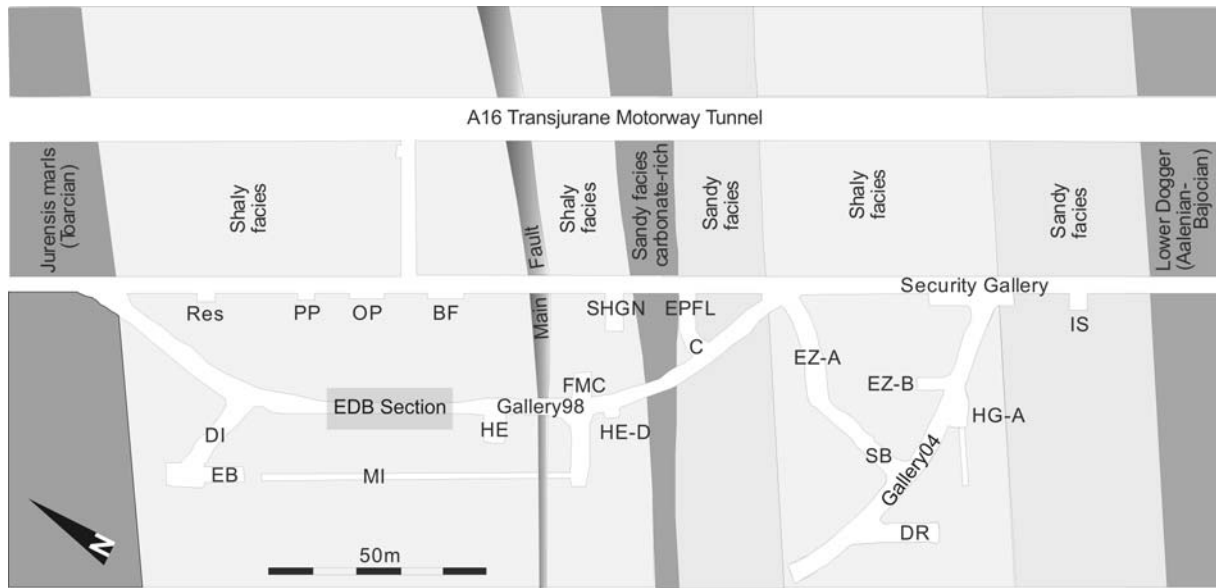 A16 Transjurane Motorway Tunnel
Jurensis marls
(Toarcian)
Shaly
facies
Main Fault
Shaly
facies
Sandy facies
carbonate-rich
Sandy
facies
Shaly
facies
Sandy
facies
Lower Dogger
(Aalenian-
Bajocian)
Security Gallery
Res
PP
OP
BF
SHGN
EPFL
IS
C
EZ-A
FMC
EZ-B
EDB Section
Gallery98
HE
HE-D
HG-A
DI
SB
Gallery04
EB
MI
DR
N
50m